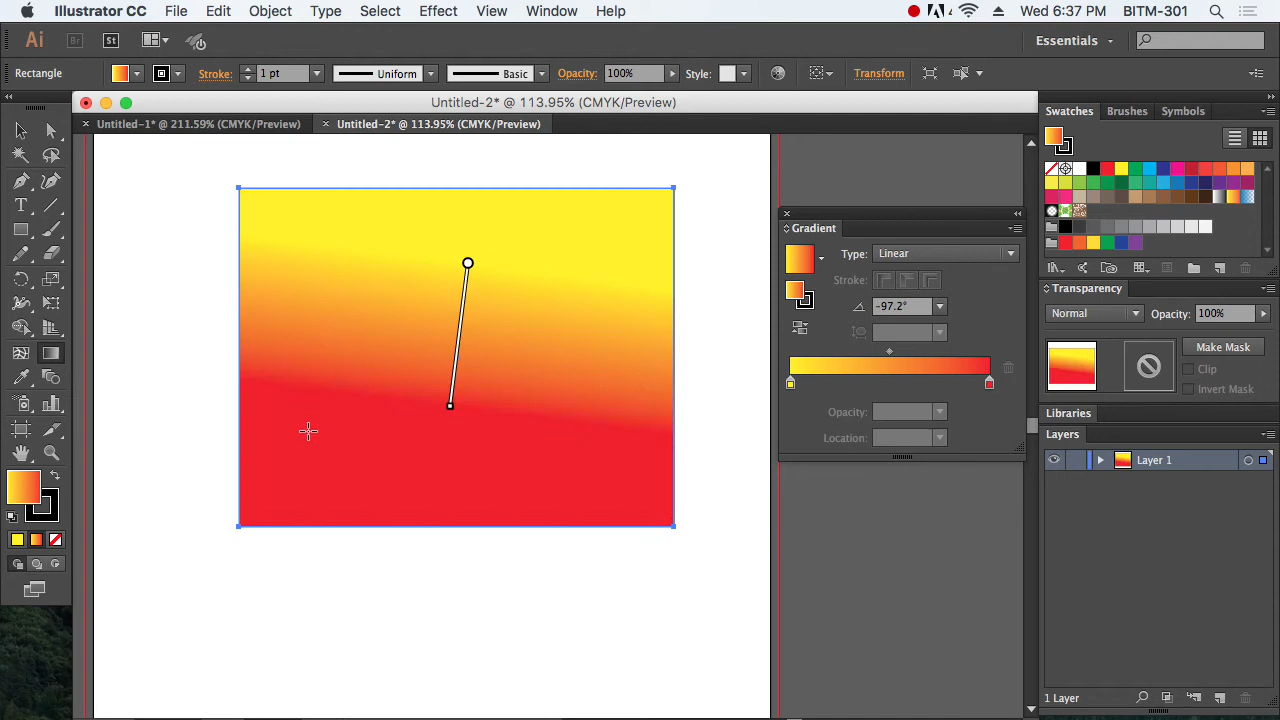 Illustrator CC File Edit Object Type Select Effect View Window Help Wed 6:37 PM BITM-301
Ai Br St Essentials
Rectangle Stroke: 1 pt Uniform Basic Opacity: 100% Style: Transform
Untitled-2* @ 113.95% (CMYK/Preview)
Untitled-1* @ 211.59% (CMYK/Preview) Untitled-2* @ 113.95% (CMYK/Preview)
Swatches Brushes Symbols
Gradient
Type: Linear
Stroke:
-97.2°
Opacity:
Location:
Transparency
Normal Opacity: 100%
Make Mask
Clip
Invert Mask
Libraries
Layers
Layer 1
1 Layer